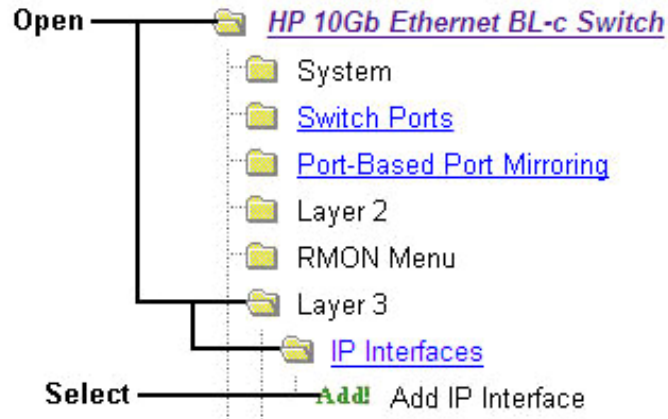 Open HP 10Gb Ethernet BL-c Switch
System
Switch Ports
Port-Based Port Mirroring
Layer 2
RMON Menu
Layer 3
IP Interfaces
Select Add! Add IP Interface